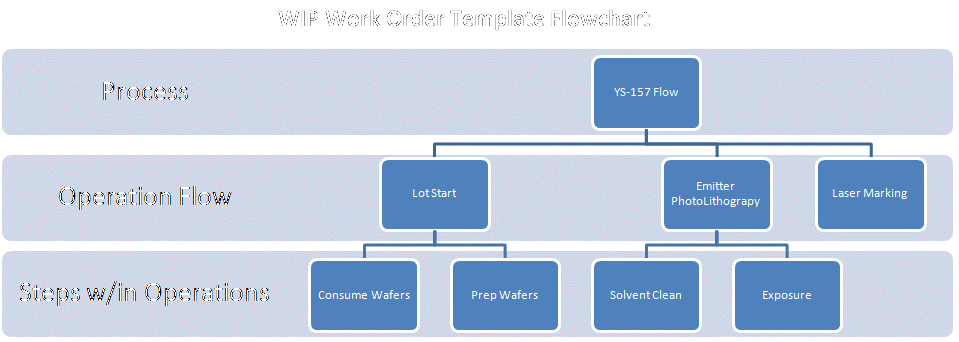 WIP Work Order Template Flowchart
Process
YS-157 Flow
Operation Flow
Lot Start
Emitter
PhotoLithograpy
Laser Marking
Steps w/in Operations
Consume Wafers
Prep Wafers
Solvent Clean
Exposure